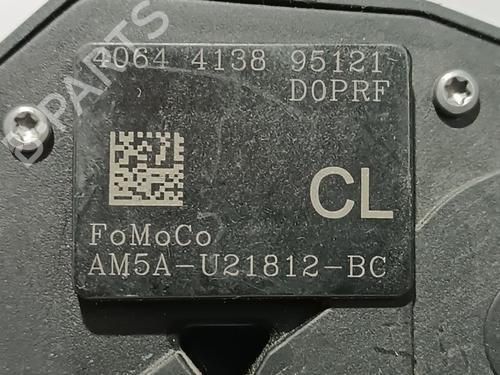 4064 4138 95121
D0PRF
CL
FoMoCo
AM5A-U21812-BC